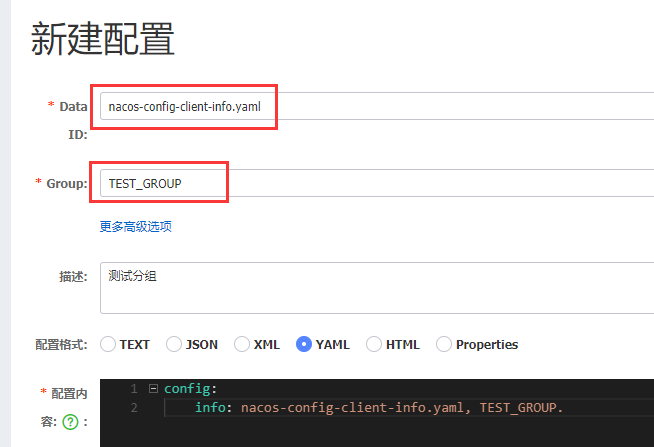 新建配置
* Data ID: nacos-config-client-info.yaml
* Group: TEST_GROUP
更多高级选项
描述: 测试分组
配置格式: TEXT JSON XML YAML HTML Properties
* 配置内容: ? :
1 config:
2 info: nacos-config-client-info.yaml, TEST_GROUP.